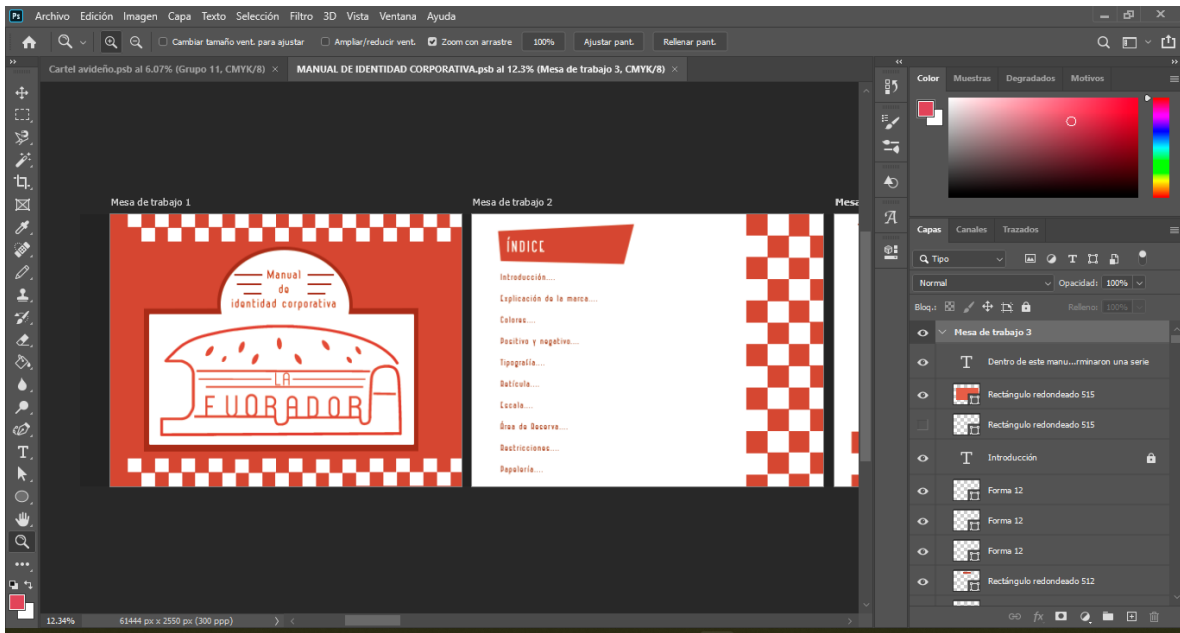 Ps Archivo Edición Imagen Capa Texto Selección Filtro 3D Vista Ventana Ayuda
Cambiar tamaño vent. para ajustar Ampliar/reducir vent. Zoom con arrastre 100% Ajustar pant. Rellenar pant.
Cartel avideño.psb al 6.07% (Grupo 11, CMYK/8) × MANUAL DE IDENTIDAD CORPORATIVA.psb al 12.3% (Mesa de trabajo 3, CMYK/8) ×
Mesa de trabajo 1
Manual
de
identidad corporativa
LA
FUORADOR
Mesa de trabajo 2
ÍNDICE
Introducción....
Explicación de la marca....
Colores....
Positivo y negativo....
Tipografía....
Retícula....
Escala....
Área de Reserva....
Restricciones....
Papelería....
Mesa
12.34% 61444 px x 2550 px (300 ppp)
Color Muestras Degradados Motivos
Capas Canales Trazados
Tipo
Normal Opacidad: 100%
Bloq.: Relleno: 100%
Mesa de trabajo 3
T Dentro de este manu...rminaron una serie
Rectángulo redondeado 515
Rectángulo redondeado 515
T Introducción
Forma 12
Forma 12
Forma 12
Rectángulo redondeado 512
fx